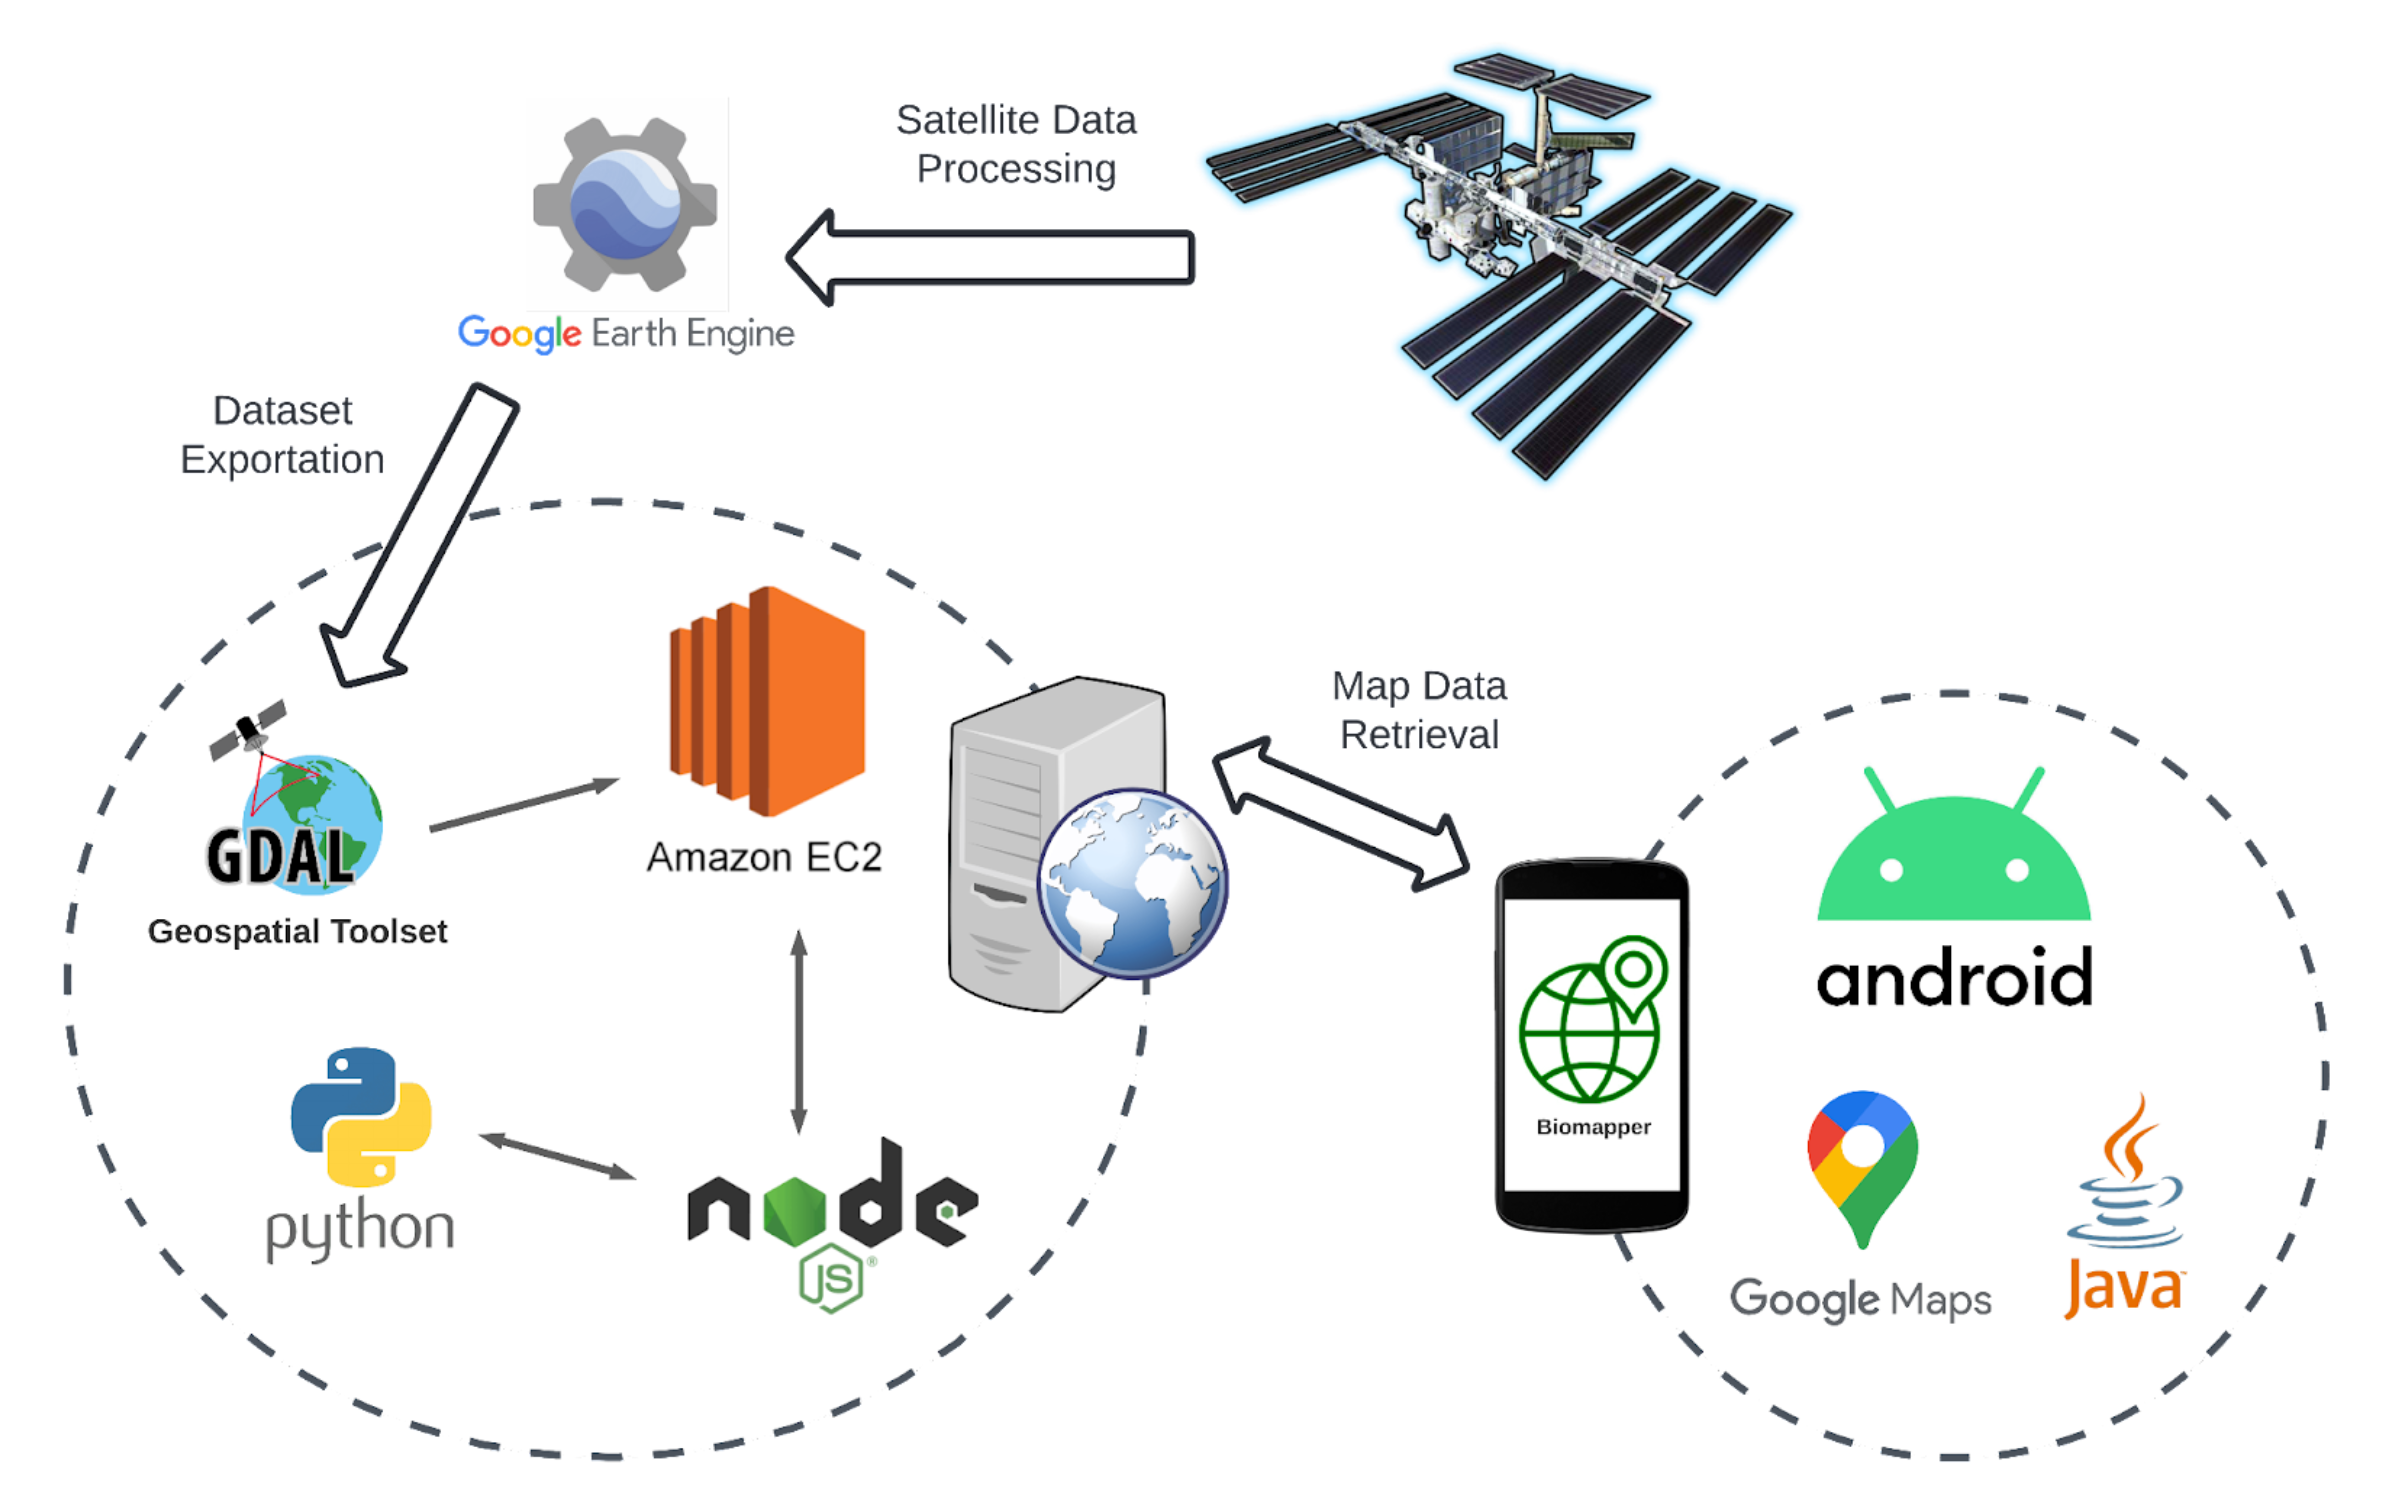 Satellite Data
Processing
Google Earth Engine
Dataset
Exportation
Map Data
Retrieval
GDAL
Geospatial Toolset
Amazon EC2
python
node
JS®
Biomapper
android
Google Maps
Java™